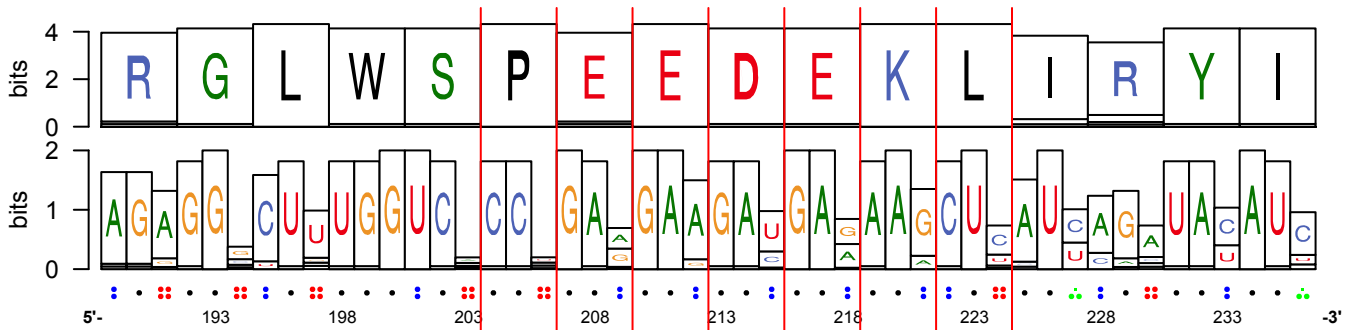 bits 4 2 0 R G L W S P E E D E K L I R Y I
bits 2 1 0 A G A G G G C U U U G G U C A C C G A A G G A A G G A U C G A G A A A G A C U C U A U C U A C G A A U A C U A U C U
5'- 193 198 203 208 213 218 223 228 233 -3'